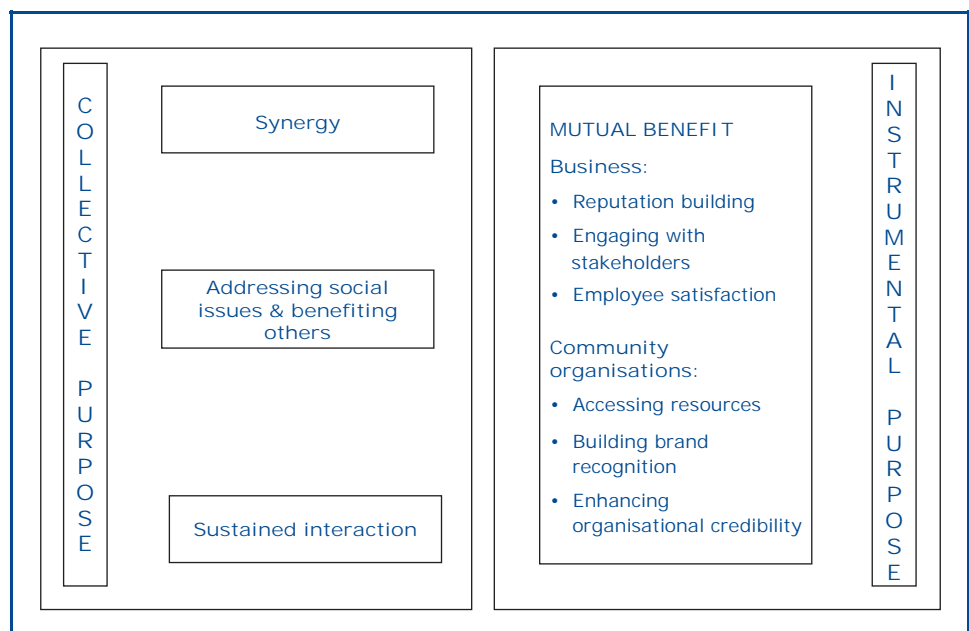 COLLECTIVE PURPOSE
Synergy
Addressing social
issues & benefiting
others
Sustained interaction
MUTUAL BENEFIT
Business:
• Reputation building
• Engaging with
stakeholders
• Employee satisfaction
Community
organisations:
• Accessing resources
• Building brand
recognition
• Enhancing
organisational credibility
INSTRUMENTAL PURPOSE